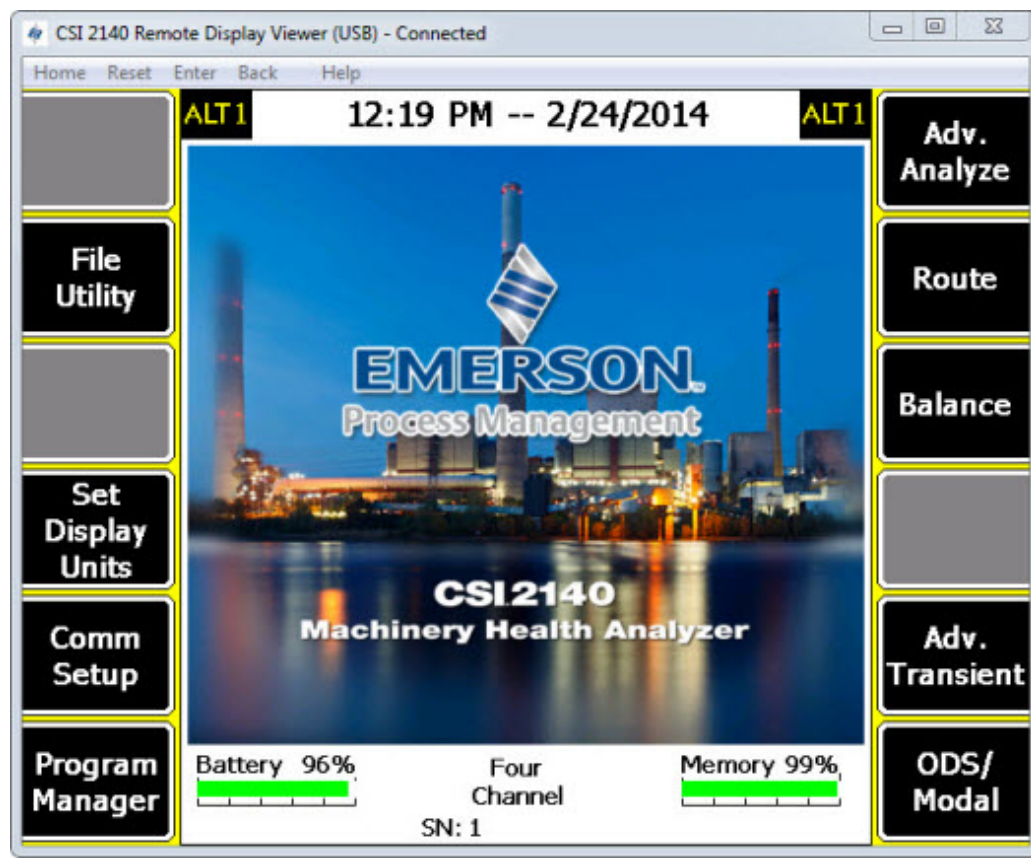 CSI 2140 Remote Display Viewer (USB) - Connected
Home Reset Enter Back Help
ALT1
12:19 PM -- 2/24/2014
ALT1
File
Utility
Set
Display
Units
Comm
Setup
Program
Manager
EMERSON™
Process Management
CSI 2140
Machinery Health Analyzer
Battery 96%
Four
Channel
Memory 99%
SN: 1
Adv.
Analyze
Route
Balance
Adv.
Transient
ODS/
Modal